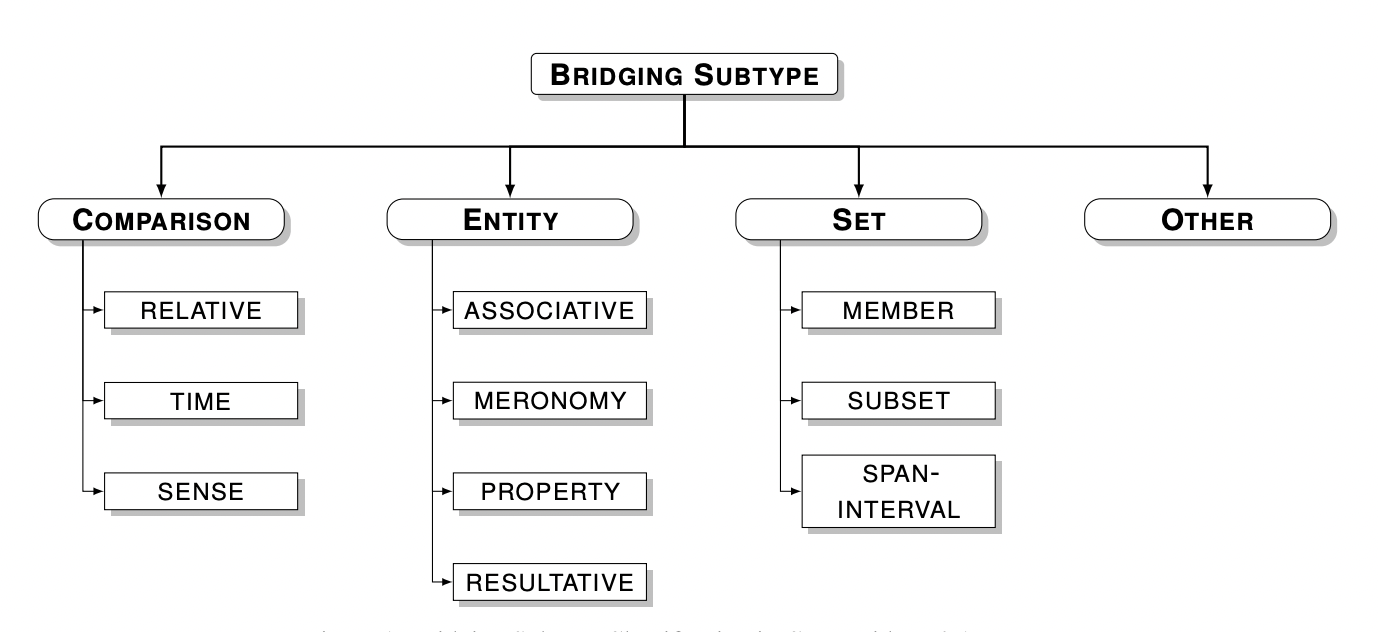 BRIDGING SUBTYPE
COMPARISON
ENTITY
SET
OTHER
RELATIVE
TIME
SENSE
ASSOCIATIVE
MERONOMY
PROPERTY
RESULTATIVE
MEMBER
SUBSET
SPAN-
INTERVAL